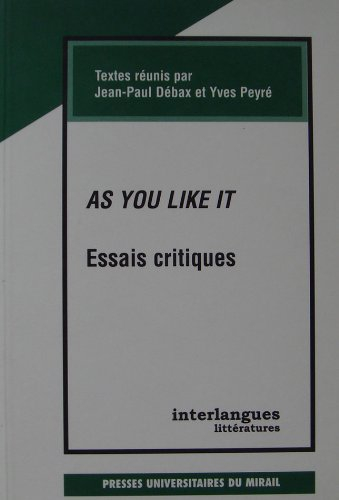 Textes réunis par
Jean-Paul Débax et Yves Peyré
AS YOU LIKE IT
Essais critiques
interlangues
littératures
PRESSES UNIVERSITAIRES DU MIRAIL